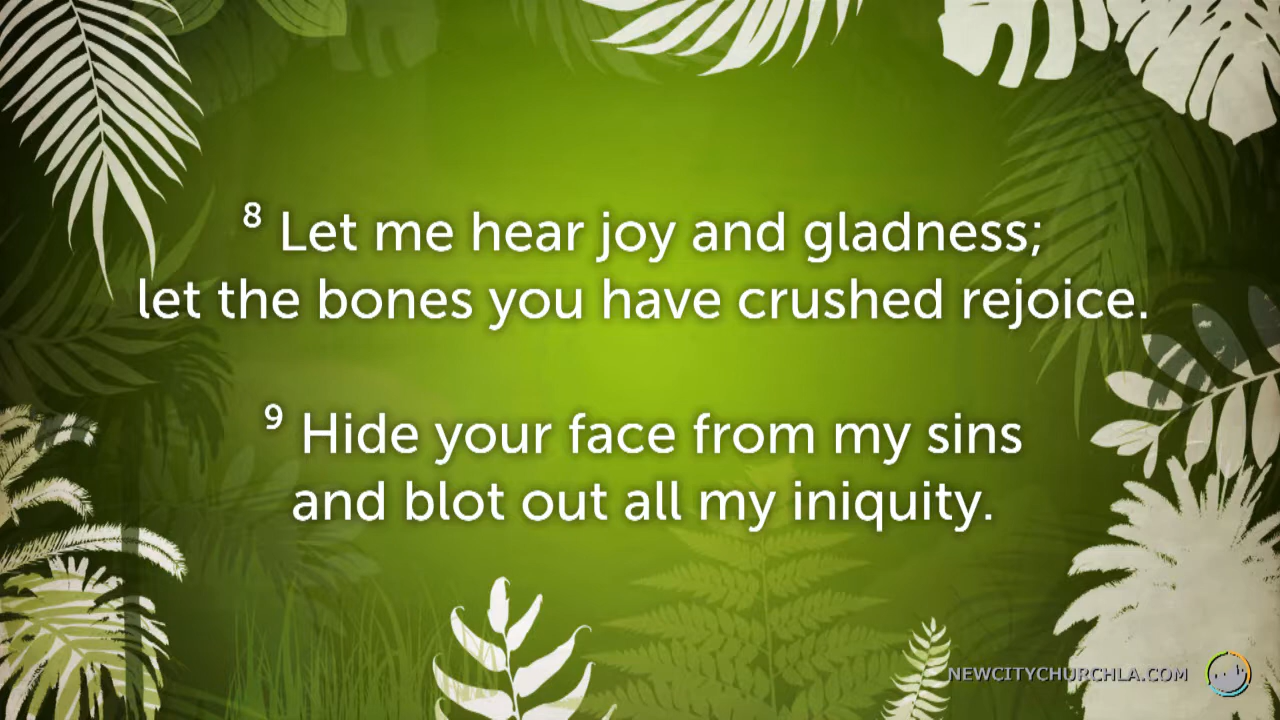 ⁸ Let me hear joy and gladness;
let the bones you have crushed rejoice.
⁹ Hide your face from my sins
and blot out all my iniquity.
NEWCITYCHURCHLA.COM